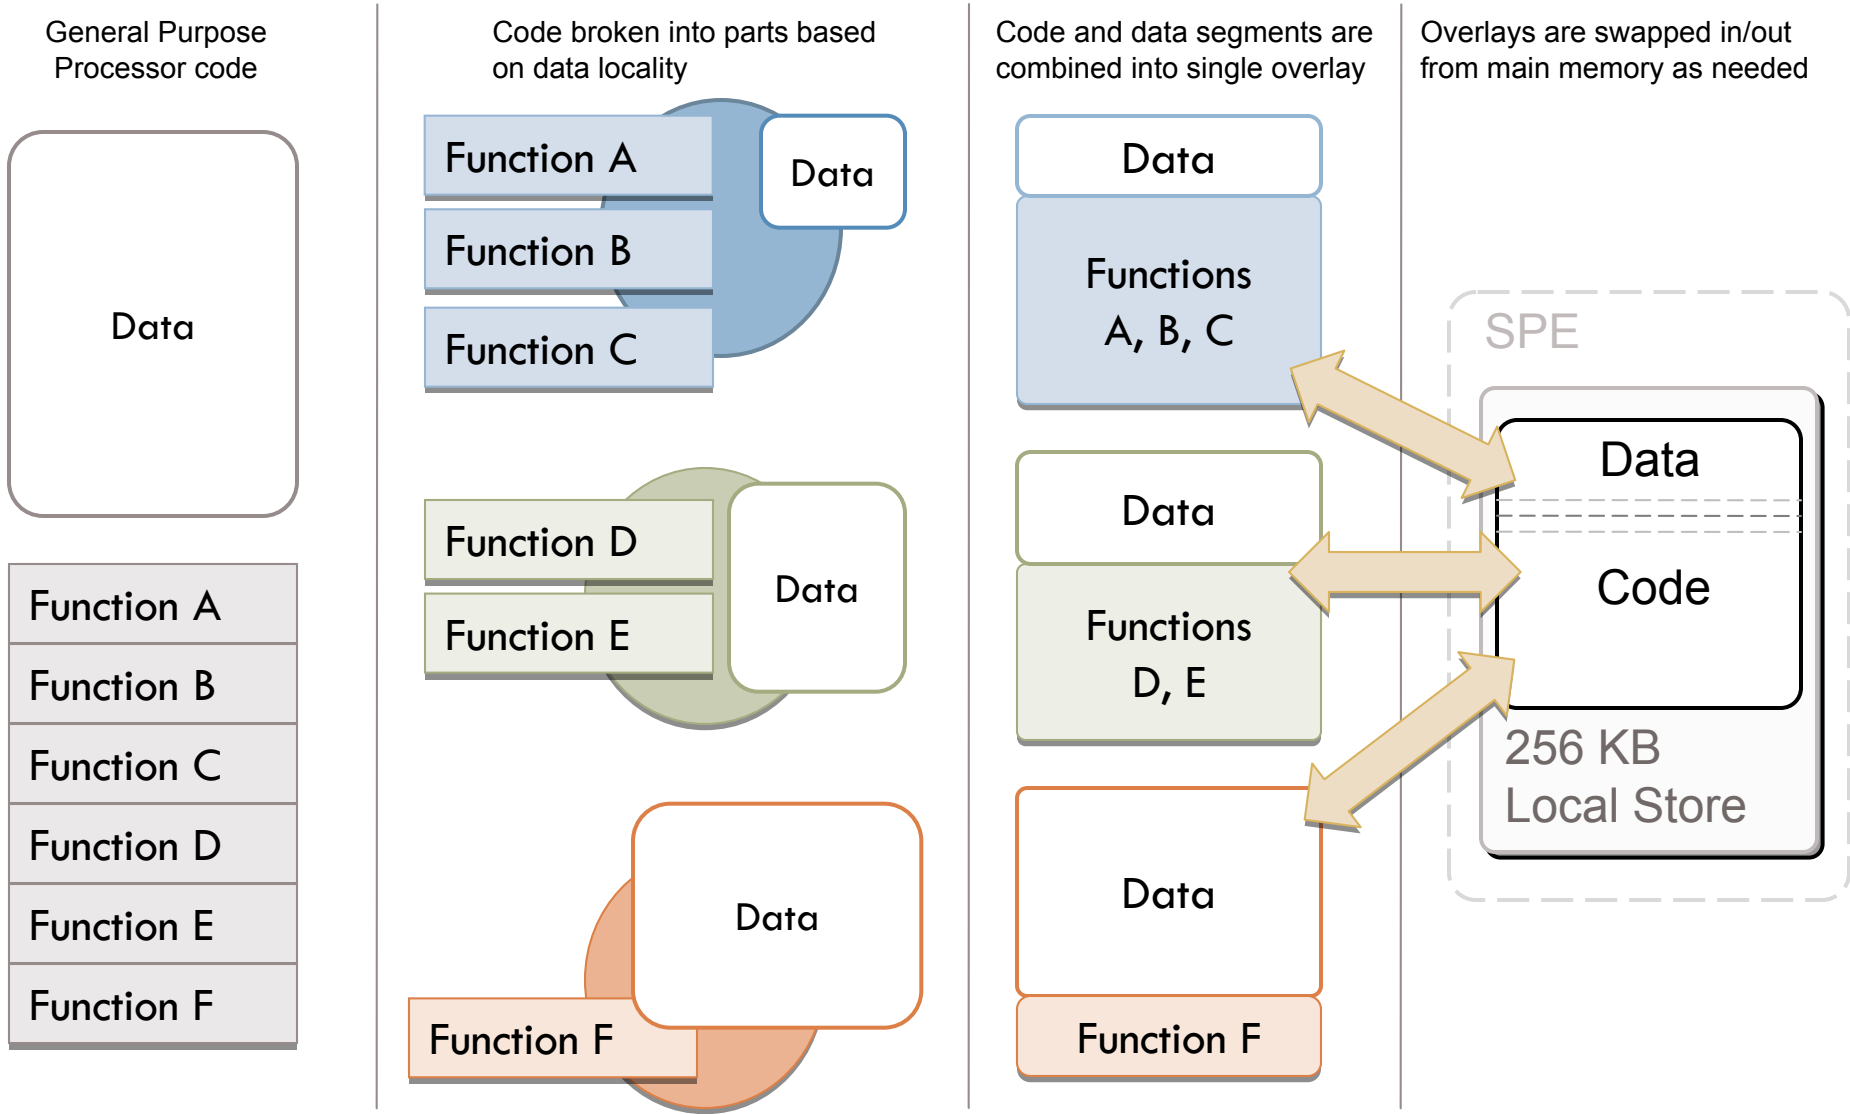 General Purpose
Processor code
Data
Function A
Function B
Function C
Function D
Function E
Function F
Code broken into parts based
on data locality
Function A
Function B
Function C
Data
Function D
Function E
Data
Data
Function F
Code and data segments are
combined into single overlay
Data
Functions
A, B, C
Data
Functions
D, E
Data
Function F
Overlays are swapped in/out
from main memory as needed
SPE
Data
Code
256 KB
Local Store